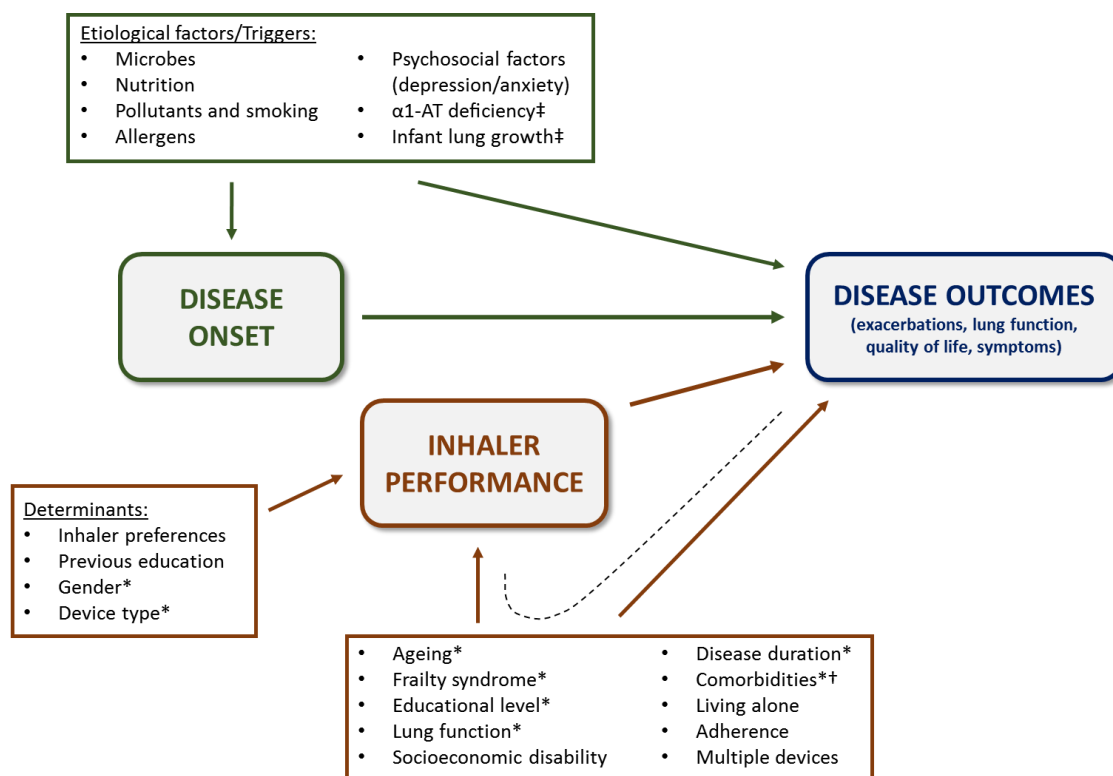 Etiological factors/Triggers:
• Microbes
• Nutrition
• Pollutants and smoking
• Allergens
• Psychosocial factors
(depression/anxiety)
• α1-AT deficiency‡
• Infant lung growth‡
DISEASE
ONSET
DISEASE OUTCOMES
(exacerbations, lung function,
quality of life, symptoms)
INHALER
PERFORMANCE
Determinants:
• Inhaler preferences
• Previous education
• Gender*
• Device type*
• Ageing*
• Frailty syndrome*
• Educational level*
• Lung function*
• Socioeconomic disability
• Disease duration*
• Comorbidities*†
• Living alone
• Adherence
• Multiple devices